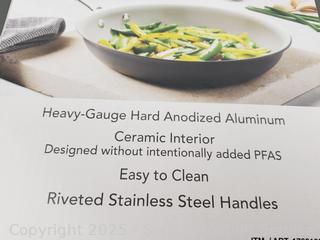 Heavy-Gauge Hard Anodized Aluminum
Ceramic Interior
Designed without intentionally added PFAS
Easy to Clean
Riveted Stainless Steel Handles
Copyright 2025